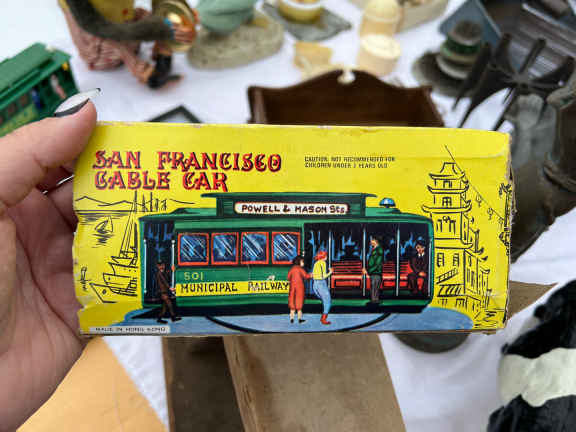 SAN FRANCISCO
CABLE CAR
CAUTION: NOT RECOMMENDED FOR
CHILDREN UNDER 3 YEARS OLD
POWELL & MASON Sts.
501
MUNICIPAL RAILWAY
MADE IN HONG KONG